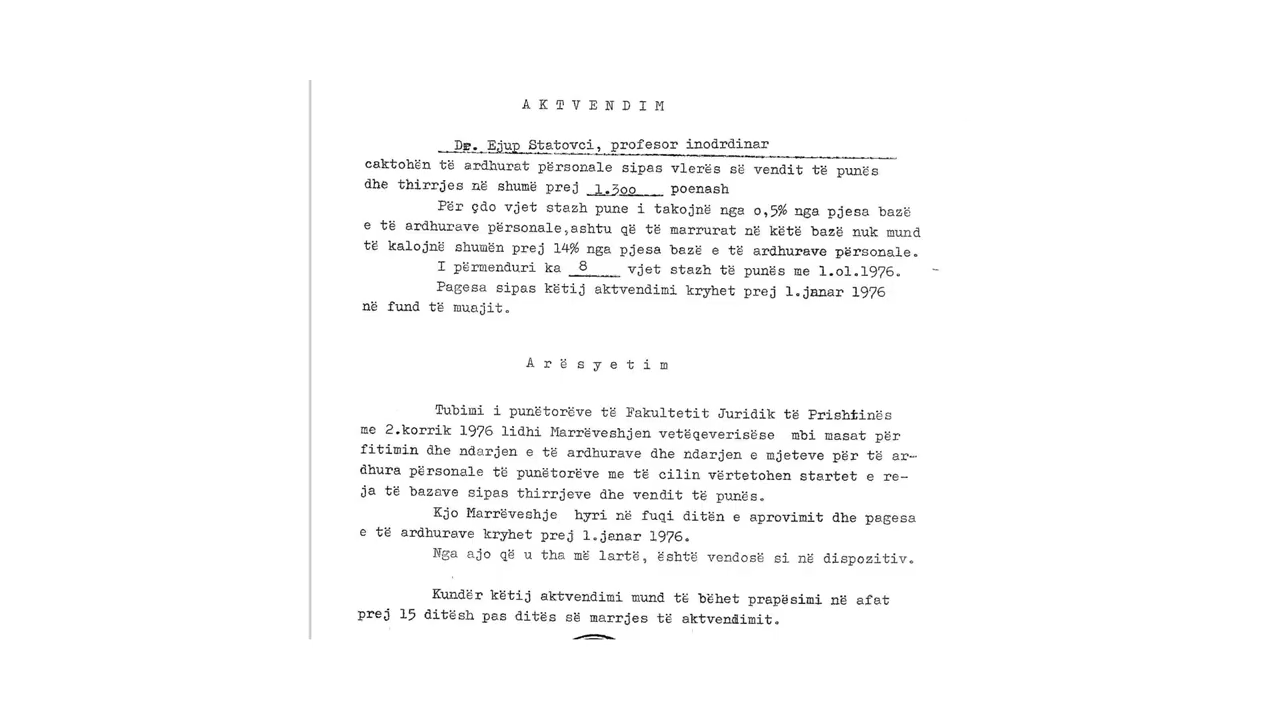 A K T V E N D I M
Dr. Ejup Statovci, profesor inodrdinar
caktohën të ardhurat përsonale sipas vlerës së vendit të punës
dhe thirrjes në shumë prej 1.3oo poenash
Për çdo vjet stazh pune i takojnë nga o,5% nga pjesa bazë
e të ardhurave përsonale,ashtu që të marrurat në këtë bazë nuk mund
të kalojnë shumën prej 14% nga pjesa bazë e të ardhurave përsonale.
I përmenduri ka 8 vjet stazh të punës me 1.o1.1976.
Pagesa sipas këtij aktvendimi kryhet prej 1.janar 1976
në fund të muajit.
A r ë s y e t i m
Tubimi i punëtorëve të Fakultetit Juridik të Prishtinës
me 2.korrik 1976 lidhi Marrëveshjen vetëqeverisëse mbi masat për
fitimin dhe ndarjen e të ardhurave dhe ndarjen e mjeteve për të ar-
dhura përsonale të punëtorëve me të cilin vërtetohen startet e re-
ja të bazave sipas thirrjeve dhe vendit të punës.
Kjo Marrëveshje hyri në fuqi ditën e aprovimit dhe pagesa
e të ardhurave kryhet prej 1.janar 1976.
Nga ajo që u tha më lartë, është vendosë si në dispozitiv.
Kundër këtij aktvendimi mund të bëhet prapësimi në afat
prej 15 ditësh pas ditës së marrjes të aktvendimit.